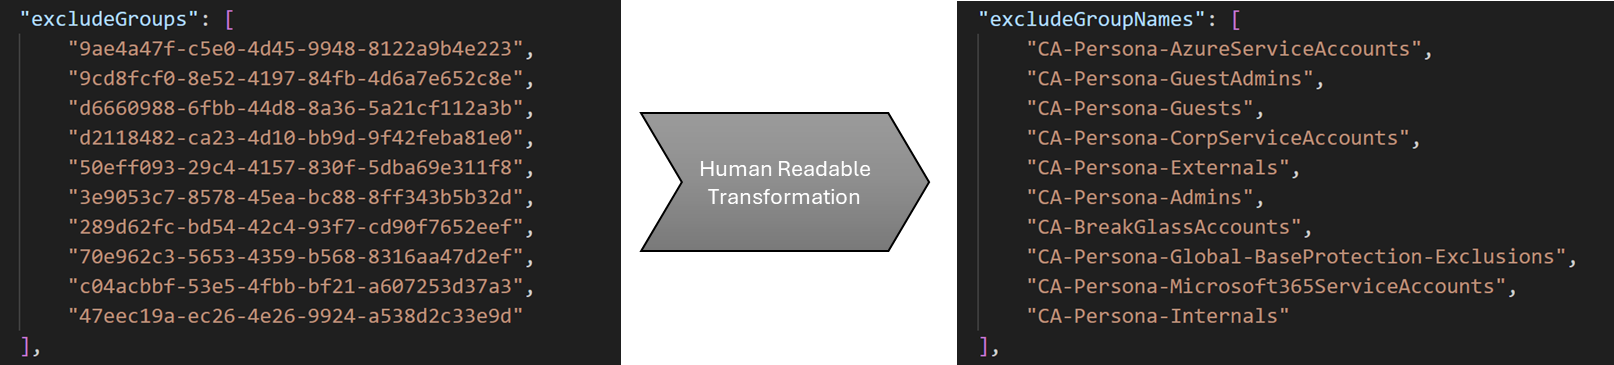 "excludeGroups": [
"9ae4a47f-c5e0-4d45-9948-8122a9b4e223",
"9cd8fcf0-8e52-4197-84fb-4d6a7e652c8e",
"d6660988-6fbb-44d8-8a36-5a21cf112a3b",
"d2118482-ca23-4d10-bb9d-9f42feba81e0",
"50eff093-29c4-4157-830f-5dba69e311f8",
"3e9053c7-8578-45ea-bc88-8ff343b5b32d",
"289d62fc-bd54-42c4-93f7-cd90f7652eef",
"70e962c3-5653-4359-b568-8316aa47d2ef",
"c04acbbf-53e5-4fbb-bf21-a607253d37a3",
"47eec19a-ec26-4e26-9924-a538d2c33e9d"
],
Human Readable
Transformation
"excludeGroupNames": [
"CA-Persona-AzureServiceAccounts",
"CA-Persona-GuestAdmins",
"CA-Persona-Guests",
"CA-Persona-CorpServiceAccounts",
"CA-Persona-Externals",
"CA-Persona-Admins",
"CA-BreakGlassAccounts",
"CA-Persona-Global-BaseProtection-Exclusions",
"CA-Persona-Microsoft365ServiceAccounts",
"CA-Persona-Internals"
],